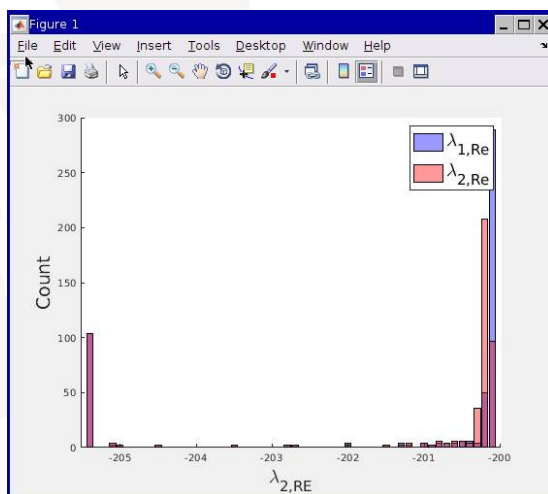 Figure 1
File Edit View Insert Tools Desktop Window Help
300
250
200
150
100
50
0
Count
-205 -204 -203 -202 -201 -200
λ2,RE
λ1,Re
λ2,Re